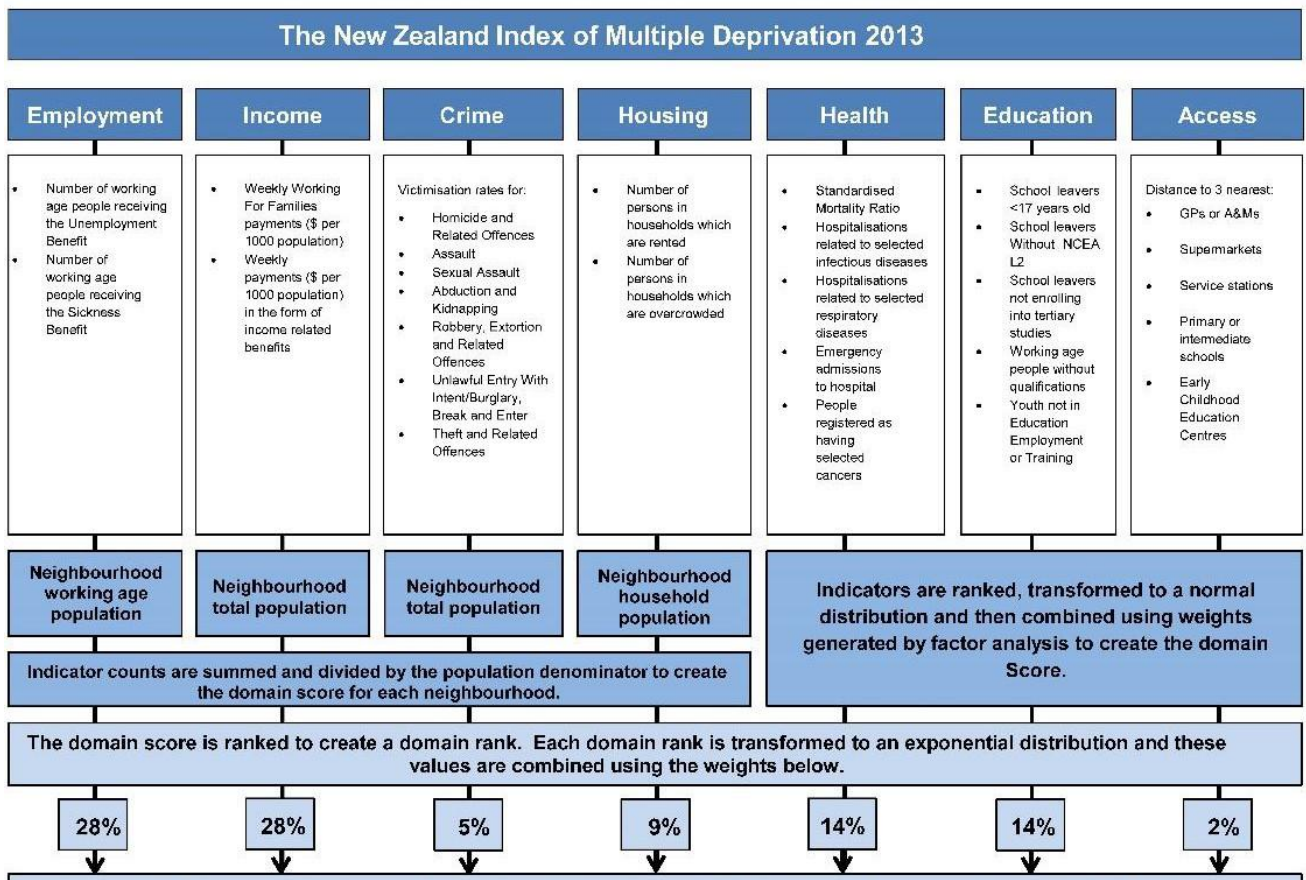 The New Zealand Index of Multiple Deprivation 2013
Employment
Income
Crime
Housing
Health
Education
Access
• Number of working
age people receiving
the Unemployment
Benefit
• Number of
working age
people receiving
the Sickness
Benefit
• Weekly Working
For Families
payments ($ per
1000 population)
• Weekly
payments ($ per
1000 population)
in the form of
income related
benefits
Victimisation rates for:
• Homicide and
Related Offences
• Assault
• Sexual Assault
• Abduction and
Kidnapping
• Robbery, Extortion
and Related
Offences
• Unlawful Entry With
Intent/Burglary,
Break and Enter
• Theft and Related
Offences
• Number of
persons in
households which
are rented
• Number of
persons in
households which
are overcrowded
• Standardised
Mortality Ratio
• Hospitalisations
related to selected
infectious diseases
• Hospitalisations
related to selected
respiratory
diseases
• Emergency
admissions
to hospital
• People
registered as
having
selected
cancers
• School leavers
<17 years old
• School leavers
Without NCEA
L2
• School leavers
not enrolling
into tertiary
studies
• Working age
people without
qualifications
• Youth not in
Education
Employment
or Training
Distance to 3 nearest:
• GPs or A&Ms
• Supermarkets
• Service stations
• Primary or
intermediate
schools
• Early
Childhood
Education
Centres
Neighbourhood
working age
population
Neighbourhood
total population
Neighbourhood
total population
Neighbourhood
household
population
Indicators are ranked, transformed to a normal
distribution and then combined using weights
generated by factor analysis to create the domain
Score.
Indicator counts are summed and divided by the population denominator to create
the domain score for each neighbourhood.
The domain score is ranked to create a domain rank. Each domain rank is transformed to an exponential distribution and these
values are combined using the weights below.
28%
28%
5%
9%
14%
14%
2%